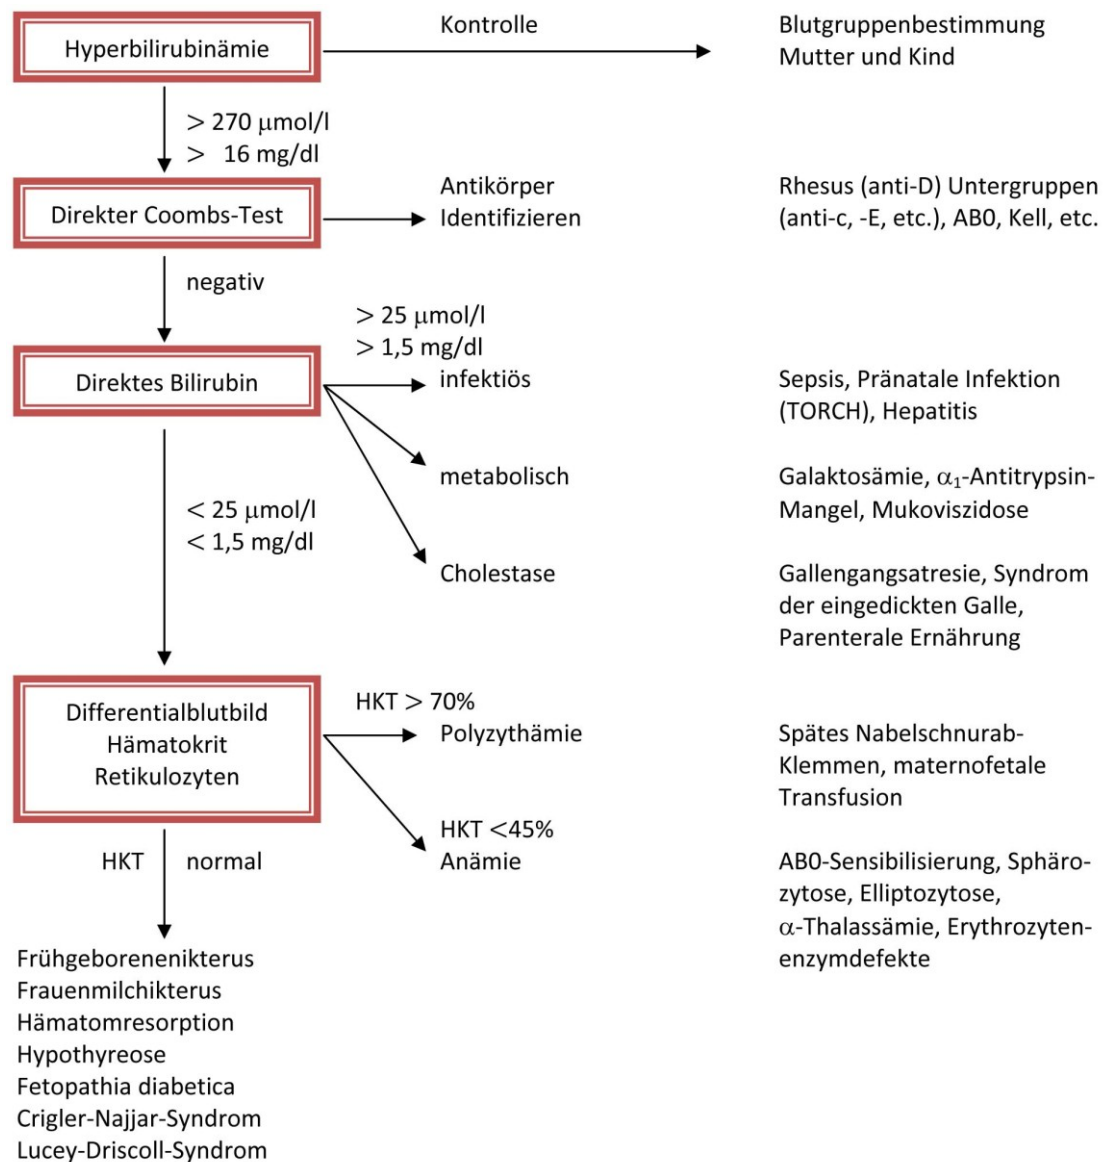 Hyperbilirubinämie
Kontrolle
Blutgruppenbestimmung
Mutter und Kind
> 270 µmol/l
> 16 mg/dl
Direkter Coombs-Test
Antikörper
Identifizieren
Rhesus (anti-D) Untergruppen
(anti-c, -E, etc.), AB0, Kell, etc.
negativ
Direktes Bilirubin
> 25 µmol/l
> 1,5 mg/dl
infektiös
Sepsis, Pränatale Infektion
(TORCH), Hepatitis
metabolisch
Galaktosämie, α₁-Antitrypsin-
Mangel, Mukoviszidose
< 25 µmol/l
< 1,5 mg/dl
Cholestase
Gallengangsatresie, Syndrom
der eingedickten Galle,
Parenterale Ernährung
Differentialblutbild
Hämatokrit
Retikulozyten
HKT > 70%
Polyzythämie
Spätes Nabelschnurab-
Klemmen, maternofetale
Transfusion
HKT <45%
Anämie
AB0-Sensibilisierung, Sphäro-
zytose, Elliptozytose,
α-Thalassämie, Erythrozyten-
enzymdefekte
HKT normal
Frühgeborenenikterus
Frauenmilchikterus
Hämatomresorption
Hypothyreose
Fetopathia diabetica
Crigler-Najjar-Syndrom
Lucey-Driscoll-Syndrom